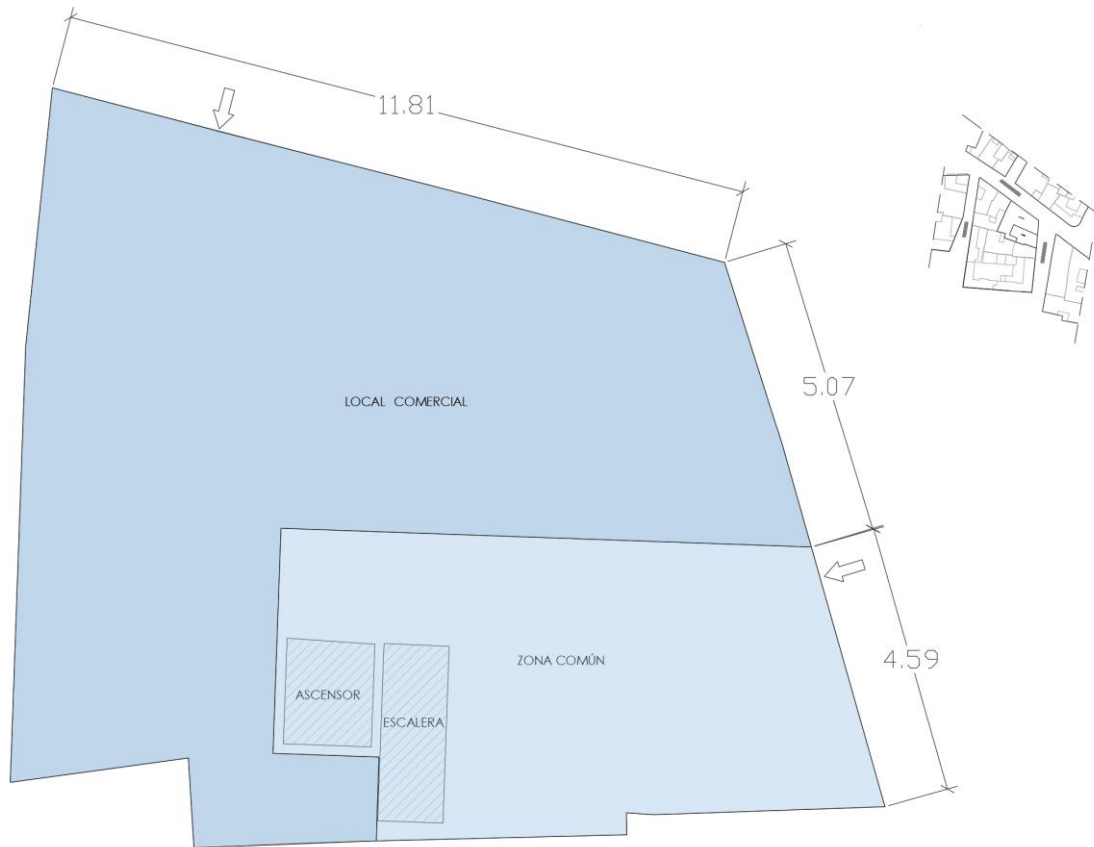 11.81
5.07
LOCAL COMERCIAL
ZONA COMÚN
4.59
ASCENSOR
ESCALERA